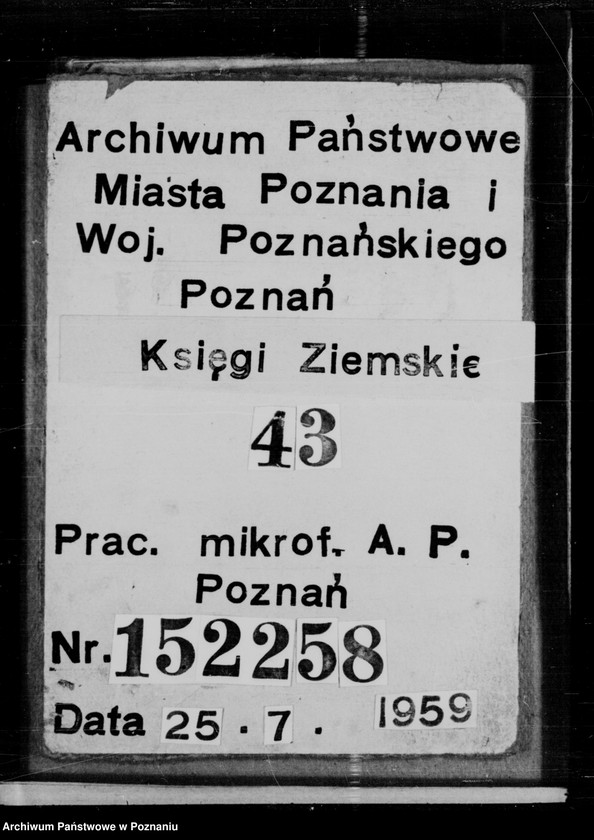 Archiwum Państwowe
Miasta Poznania i
Woj. Poznańskiego
Poznań
Księgi Ziemskie
43
Prac. mikrof. A. P.
Poznań
Nr. 152258
Data 25 . 7 . 1959
Archiwum Państwowe w Poznaniu